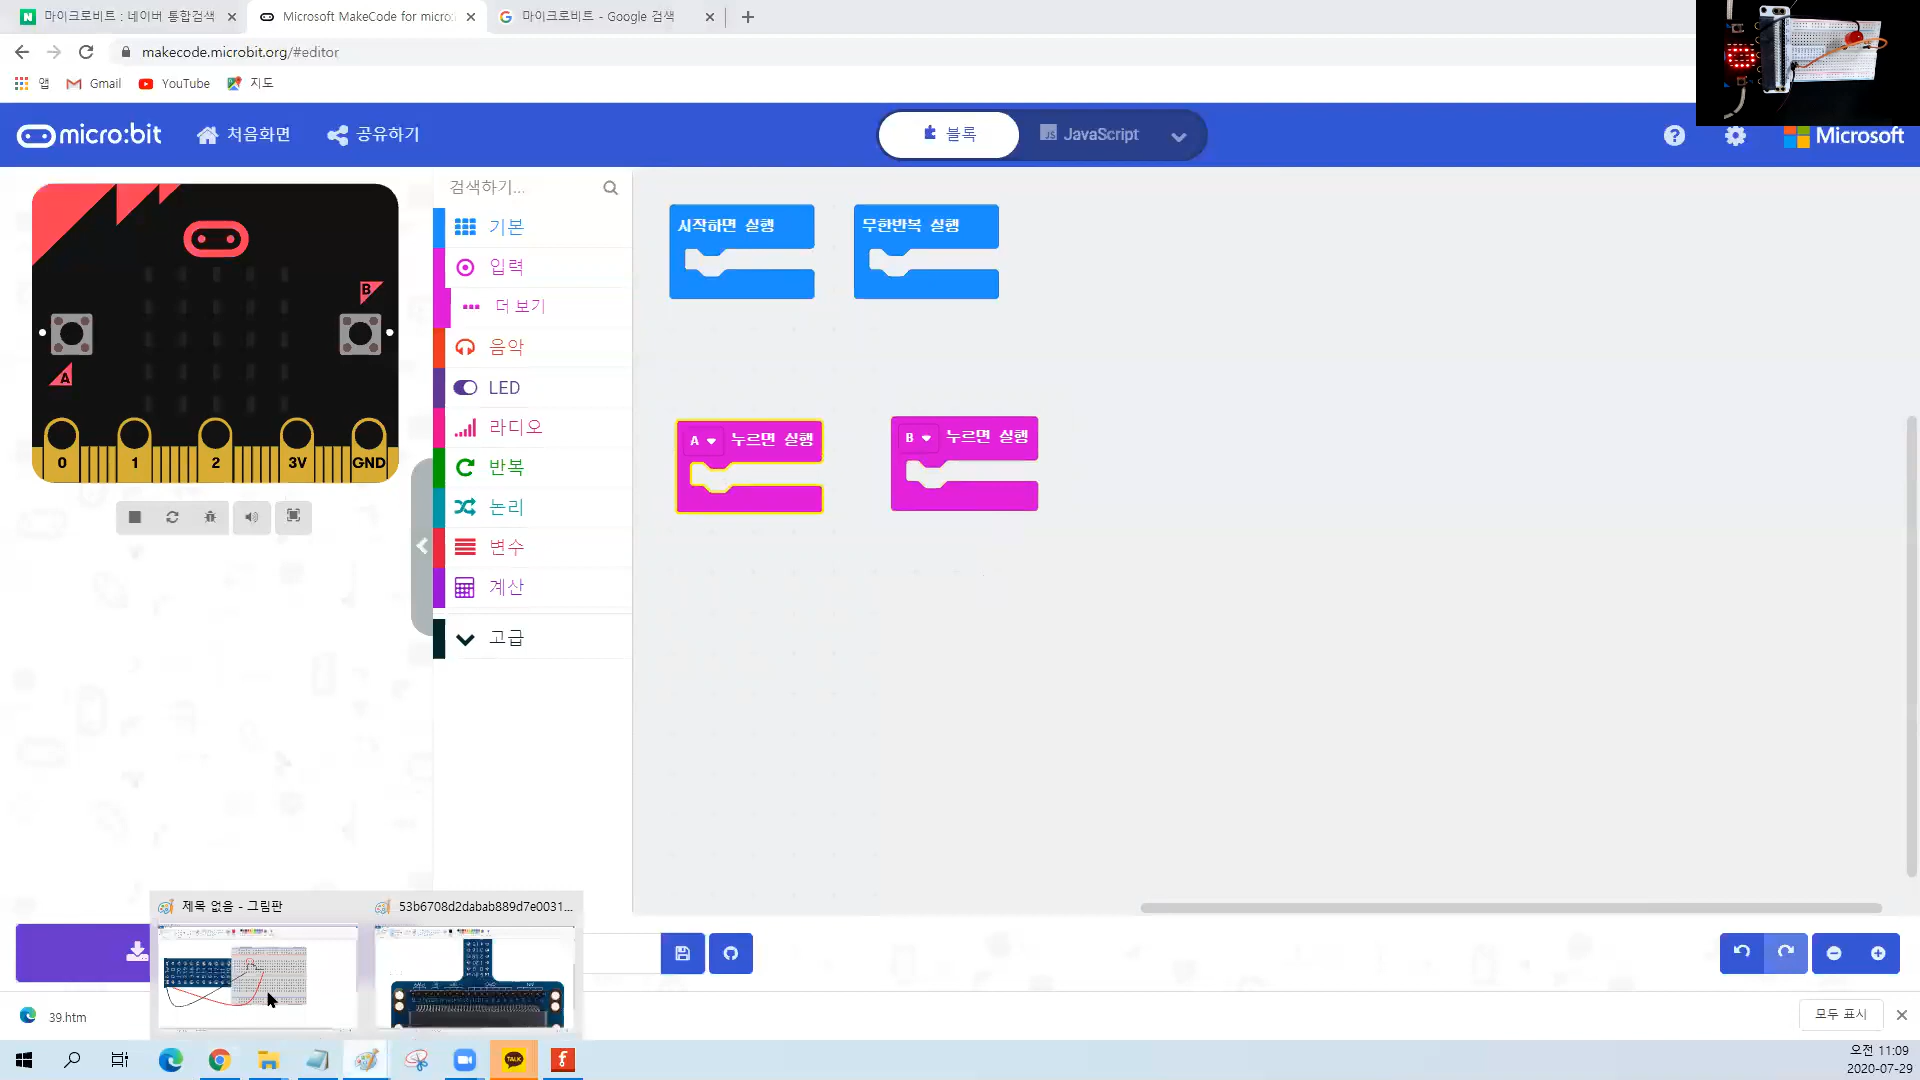 마이크로비트 : 네이버 통합검색
Microsoft MakeCode for micro:
마이크로비트 - Google 검색
makecode.microbit.org/#editor
앱
Gmail
YouTube
지도
micro:bit
처음화면
공유하기
블록
JavaScript
Microsoft
검색하기...
기본
입력
더 보기
음악
LED
라디오
반복
논리
변수
계산
고급
시작하면 실행
무한반복 실행
A 누르면 실행
B 누르면 실행
B
A
0
1
2
3V
GND
제목 없음 - 그림판
53b6708d2dabab889d7e0031...
39.htm
모두 표시
TALK
오전 11:09
2020-07-29